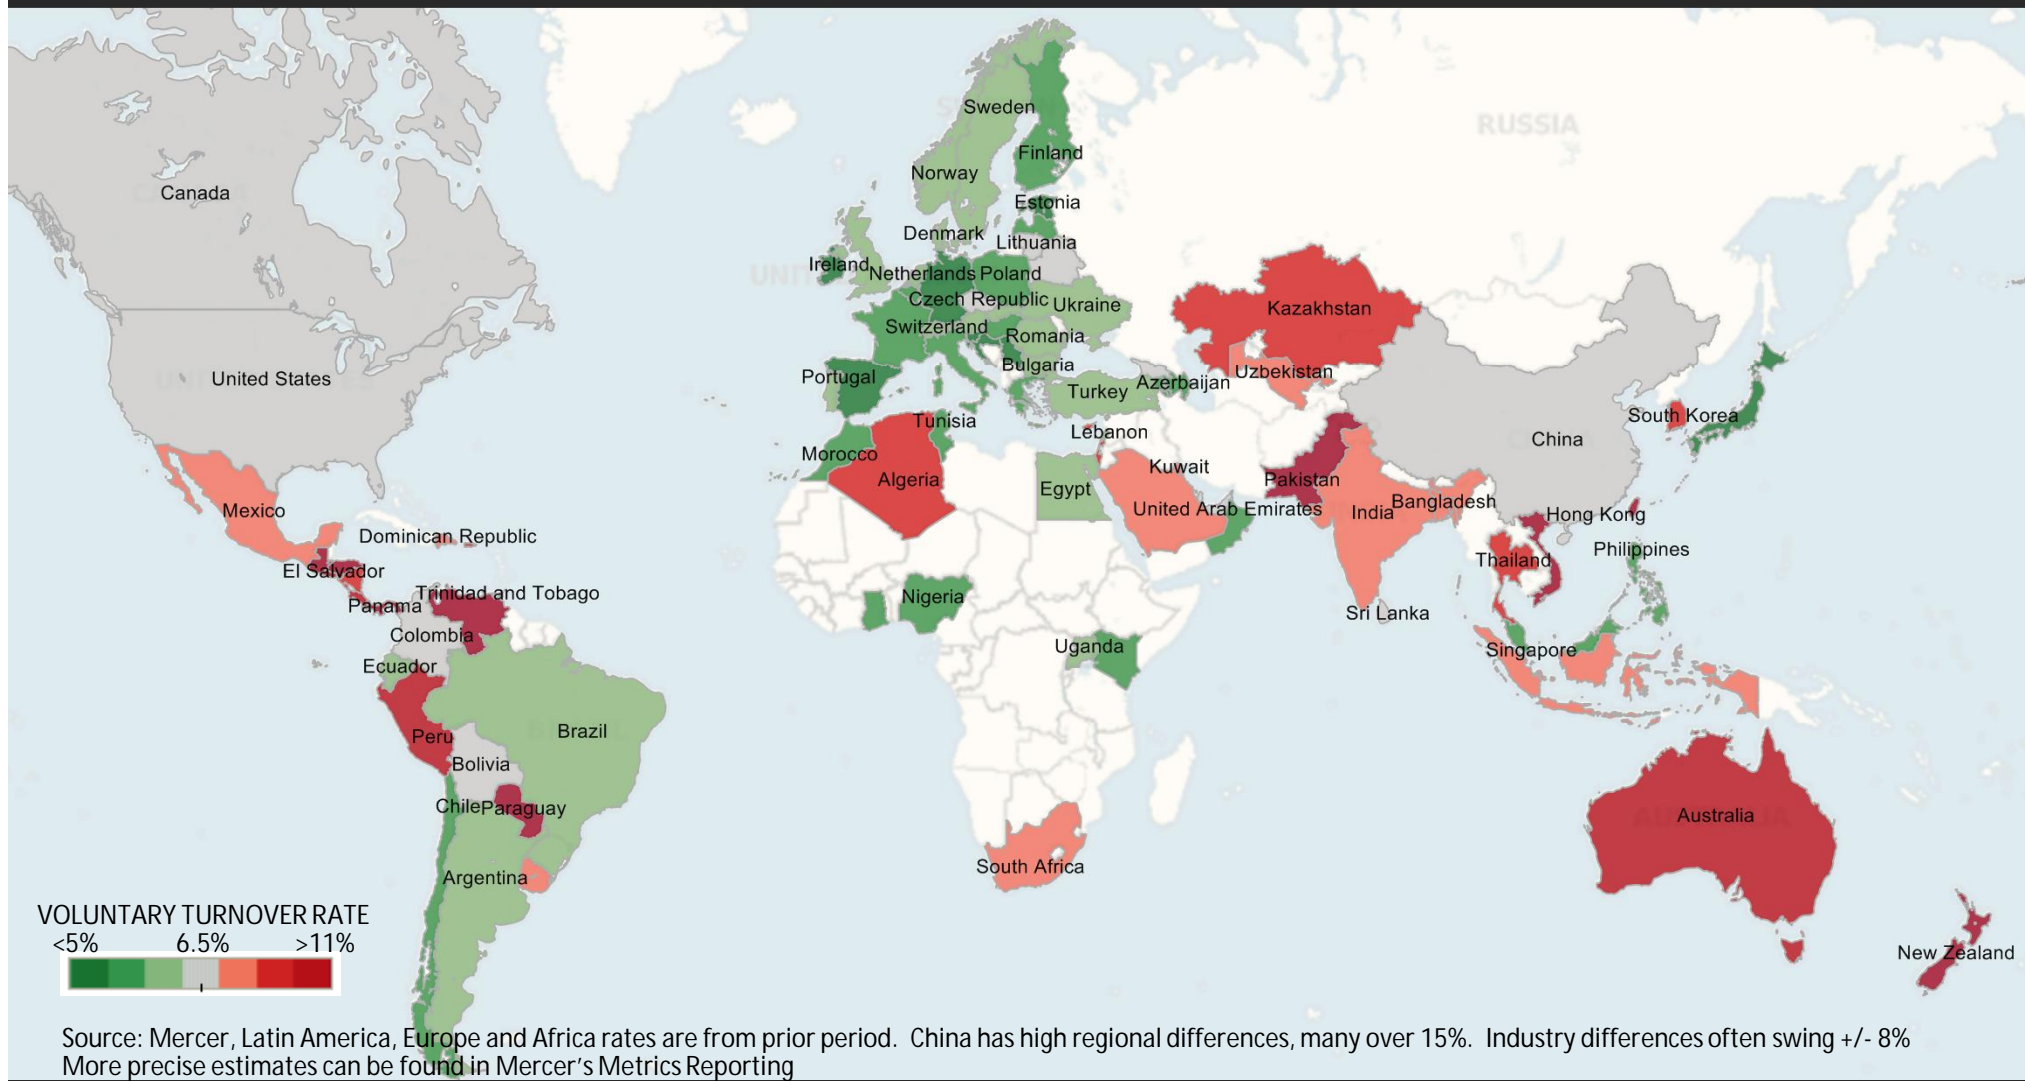 RUSSIA
Sweden
Finland
Norway
Canada
Estonia
Denmark
Lithuania
Ireland
Netherlands
Poland
Czech Republic
Ukraine
Kazakhstan
Switzerland
Romania
Bulgaria
Uzbekistan
United States
Portugal
Turkey
Azerbaijan
South Korea
Tunisia
Lebanon
China
Morocco
Kuwait
Algeria
Pakistan
Egypt
Mexico
United Arab Emirates
India
Bangladesh
Hong Kong
Dominican Republic
Philippines
El Salvador
Thailand
Trinidad and Tobago
Panama
Nigeria
Sri Lanka
Colombia
Uganda
Singapore
Ecuador
Brazil
Peru
Bolivia
Chile
Paraguay
Australia
South Africa
Argentina
New Zealand
VOLUNTARY TURNOVER RATE
<5% 6.5% >11%
Source: Mercer, Latin America, Europe and Africa rates are from prior period. China has high regional differences, many over 15%. Industry differences often swing +/- 8%
More precise estimates can be found in Mercer’s Metrics Reporting